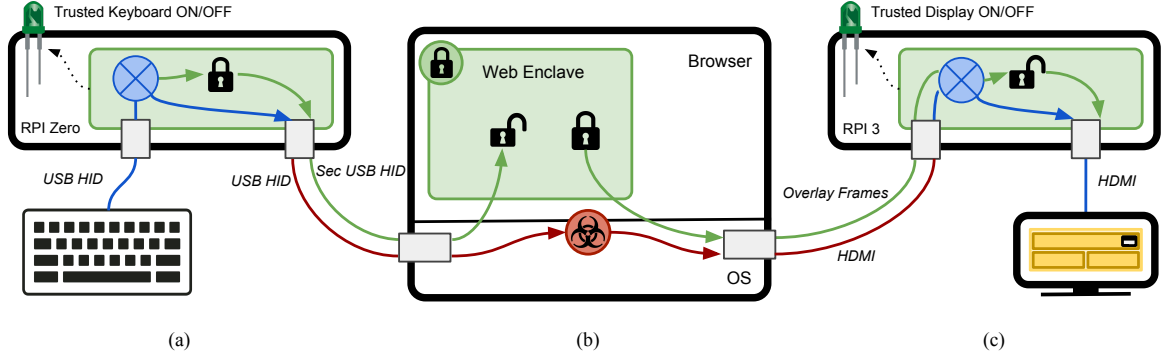 Trusted Keyboard ON/OFF
RPI Zero
USB HID
USB HID
Sec USB HID
Web Enclave
Browser
OS
Trusted Display ON/OFF
RPI 3
Overlay Frames
HDMI
HDMI
(a)
(b)
(c)